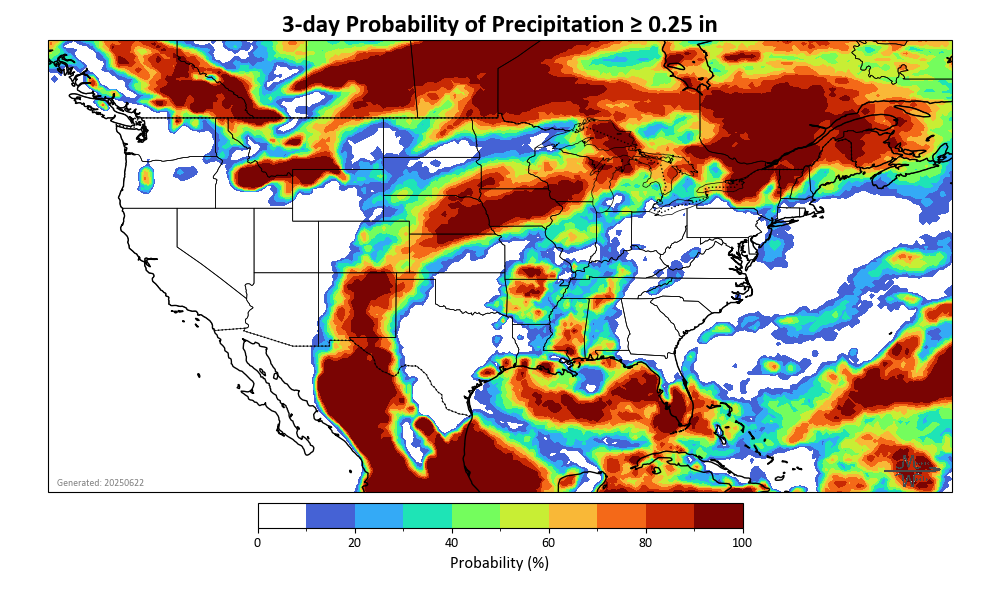 3-day Probability of Precipitation ≥ 0.25 in
Generated: 20250622
0 20 40 60 80 100
Probability (%)